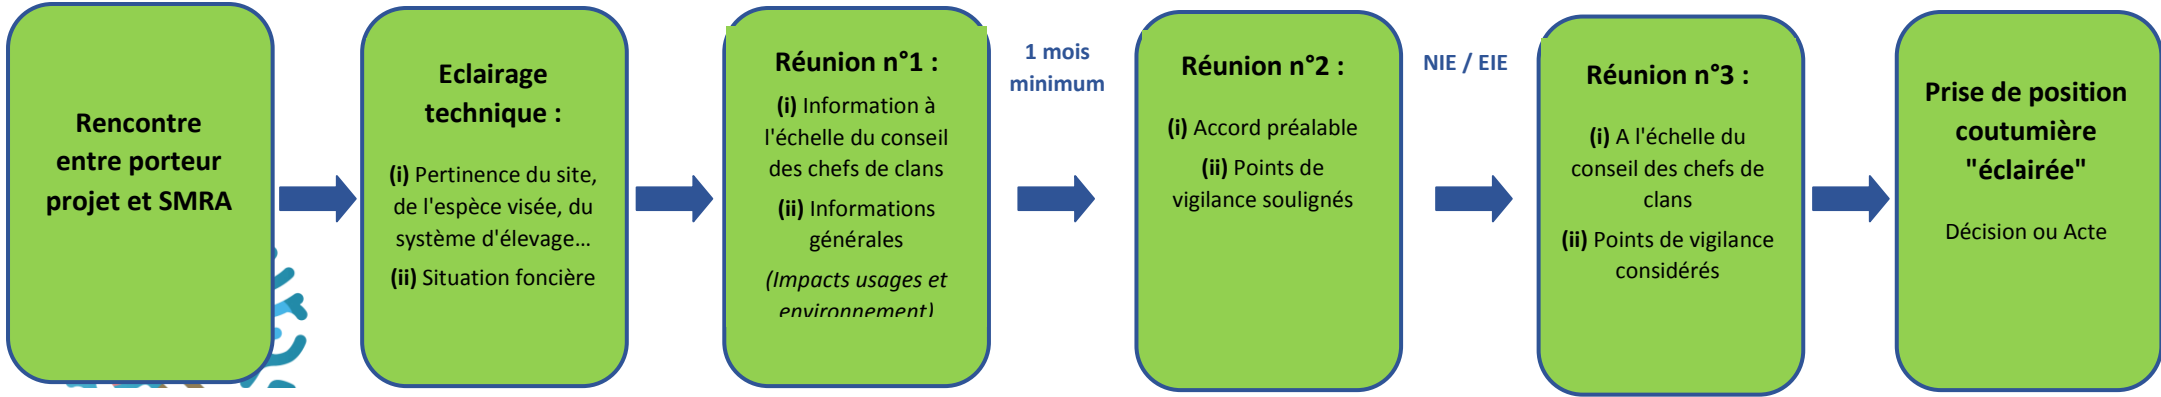 Rencontre
entre porteur
projet et SMRA
Eclairage
technique :
(i) Pertinence du site,
de l'espèce visée, du
système d'élevage...
(ii) Situation foncière
Réunion n°1 :
(i) Information à
l'échelle du conseil
des chefs de clans
(ii) Informations
générales
(Impacts usages et
environnement)
1 mois
minimum
Réunion n°2 :
(i) Accord préalable
(ii) Points de
vigilance soulignés
NIE / EIE
Réunion n°3 :
(i) A l'échelle du
conseil des chefs de
clans
(ii) Points de vigilance
considérés
Prise de position
coutumière
"éclairée"
Décision ou Acte